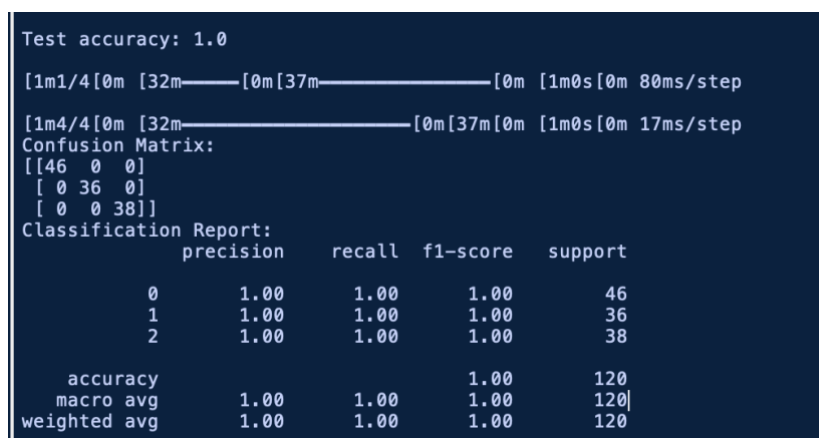 Test accuracy: 1.0
[1m1/4[0m [32m━━━━━[0m[37m━━━━━━━━━━━━━━━[0m [1m0s[0m 80ms/step
[1m4/4[0m [32m━━━━━━━━━━━━━━━━━━━━[0m[37m[0m [1m0s[0m 17ms/step
Confusion Matrix:
[[46  0  0]
 [ 0 36  0]
 [ 0  0 38]]
Classification Report:
              precision    recall  f1-score   support
           0       1.00      1.00      1.00        46
           1       1.00      1.00      1.00        36
           2       1.00      1.00      1.00        38
    accuracy                           1.00       120
   macro avg       1.00      1.00      1.00       120
weighted avg       1.00      1.00      1.00       120